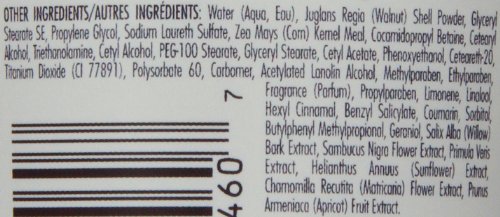 OTHER INGREDIENTS/AUTRES INGRÉDIENTS: Water (Aqua, Eau), Juglans Regia (Walnut) Shell Powder, Glyceryl
Stearate SE, Propylene Glycol, Sodium Laureth Sulfate, Zea Mays (Corn) Kernel Meal, Cocamidopropyl Betaine, Cetearyl
Alcohol, Triethanolamine, Cetyl Alcohol, PEG-100 Stearate, Glyceryl Stearate, Cetyl Acetate, Phenoxyethanol, Ceteareth-20,
Titanium Dioxide (CI 77891), Polysorbate 60, Carbomer, Acetylated Lanolin Alcohol, Methylparaben, Ethylparaben,
Fragrance (Parfum), Propylparaben, Limonene, Linalool,
Hexyl Cinnamal, Benzyl Salicylate, Coumarin, Sorbitol,
Butylphenyl Methylpropional, Geraniol, Salix Alba (Willow)
Bark Extract, Sambucus Nigra Flower Extract, Primula Veris
Extract, Helianthus Annuus (Sunflower) Extract,
Chamomilla Recutita (Matricaria) Flower Extract, Prunus
Armeniaca (Apricot) Fruit Extract.
7
460